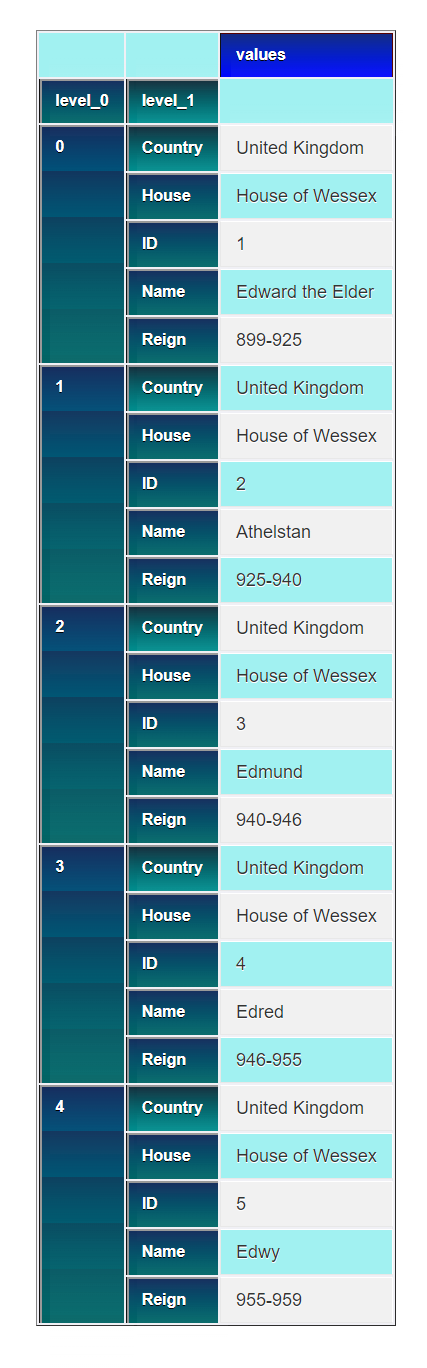 values
level_0 level_1
0 Country United Kingdom
House House of Wessex
ID 1
Name Edward the Elder
Reign 899-925
1 Country United Kingdom
House House of Wessex
ID 2
Name Athelstan
Reign 925-940
2 Country United Kingdom
House House of Wessex
ID 3
Name Edmund
Reign 940-946
3 Country United Kingdom
House House of Wessex
ID 4
Name Edred
Reign 946-955
4 Country United Kingdom
House House of Wessex
ID 5
Name Edwy
Reign 955-959